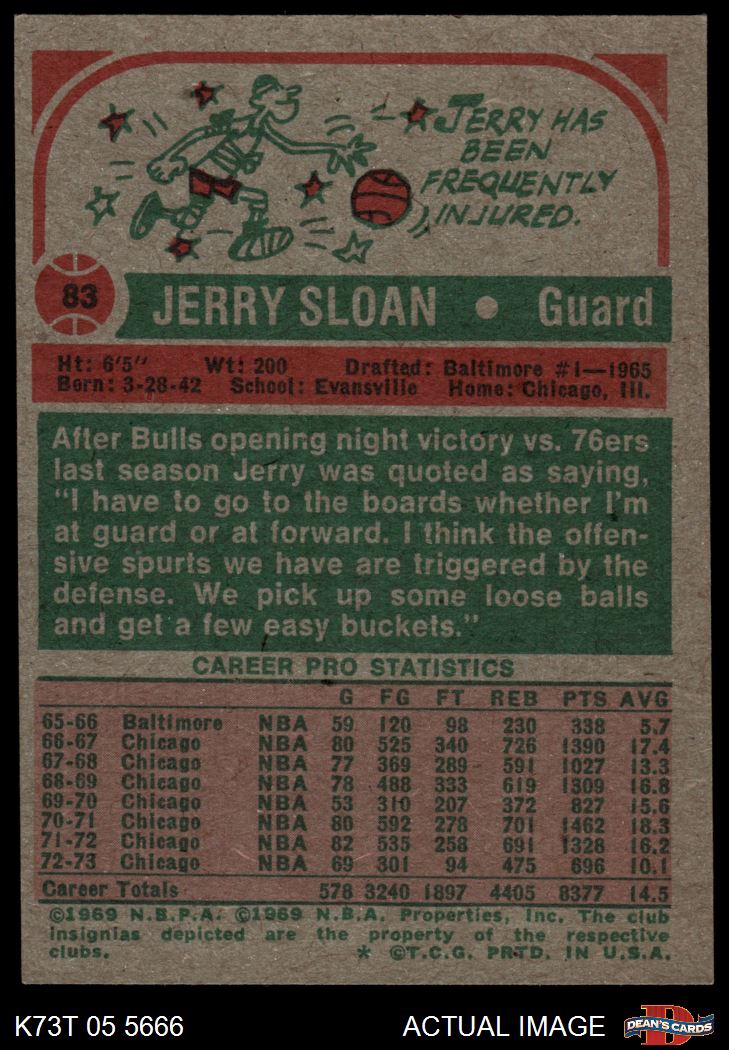 JERRY HAS
BEEN
FREQUENTLY
INJURED.
83 JERRY SLOAN • Guard
Ht: 6'5" Wt: 200 Drafted: Baltimore #1—1965
Born: 3-28-42 School: Evansville Home: Chicago, Ill.
After Bulls opening night victory vs. 76ers
last season Jerry was quoted as saying,
"I have to go to the boards whether I'm
at guard or at forward. I think the offen-
sive spurts we have are triggered by the
defense. We pick up some loose balls
and get a few easy buckets."
CAREER PRO STATISTICS
G FG FT REB PTS AVG
65-66 Baltimore NBA 59 120 98 230 338 5.7
66-67 Chicago NBA 80 525 340 726 1390 17.4
67-68 Chicago NBA 77 369 289 591 1027 13.3
68-69 Chicago NBA 78 488 333 619 1309 16.8
69-70 Chicago NBA 53 310 207 372 827 15.6
70-71 Chicago NBA 80 592 278 701 1462 18.3
71-72 Chicago NBA 82 535 258 691 1328 16.2
72-73 Chicago NBA 69 301 94 475 696 10.1
Career Totals 578 3240 1897 4405 8377 14.5
©1969 N.B.P.A. ©1969 N.B.A. Properties, Inc. The club
insignias depicted are the property of the respective
clubs. * ©T.C.G. PRTD. IN U.S.A.
K73T 05 5666 ACTUAL IMAGE DEAN'S CARDS